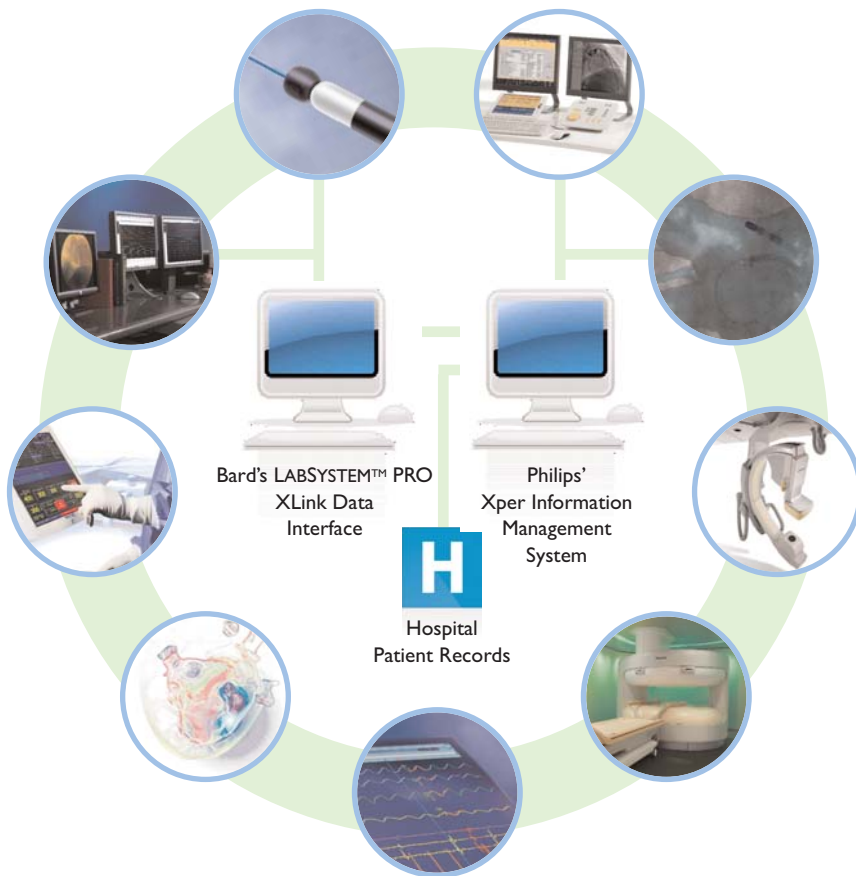 Bard's LABSYSTEM™ PRO
XLink Data
Interface
Philips'
Xper Information
Management
System
H
Hospital
Patient Records